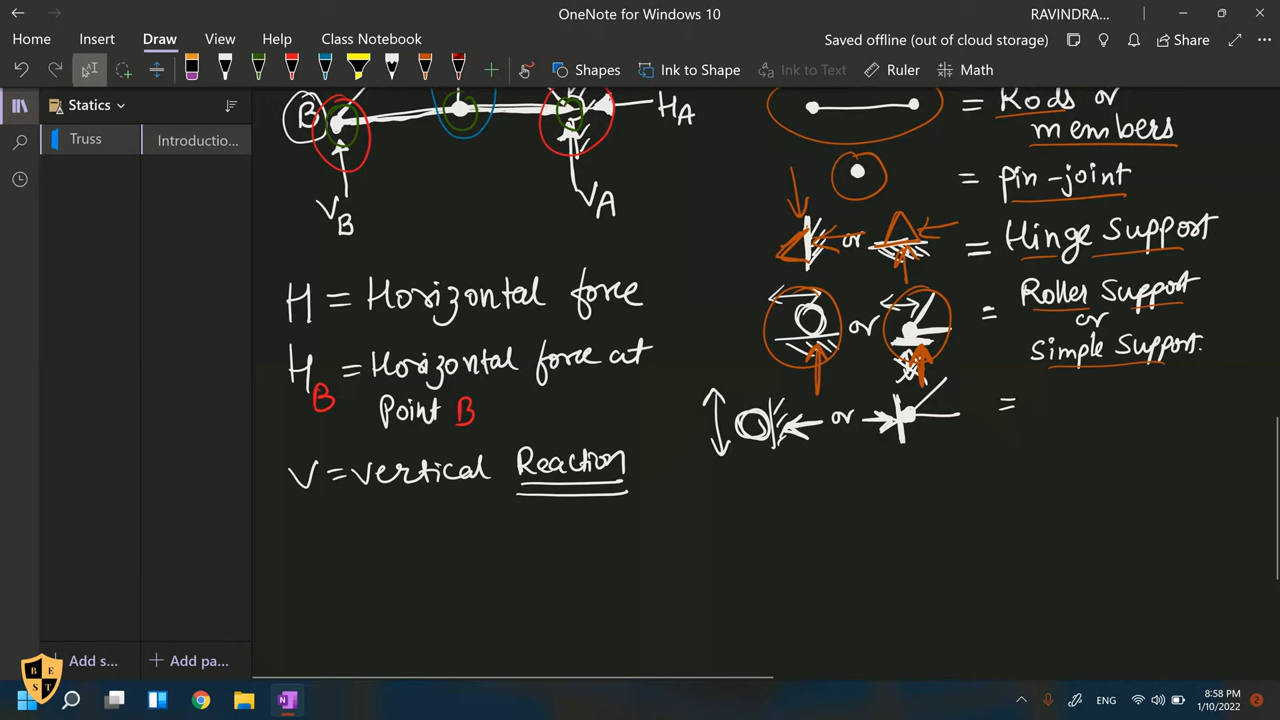 OneNote for Windows 10
RAVINDRA...
Home
Insert
Draw
View
Help
Class Notebook
Saved offline (out of cloud storage)
Share
Shapes
Ink to Shape
Ink to Text
Ruler
Math
Statics
Truss
Introductio...
B
HA
VB
VA
H = Horizontal force
HB = Horizontal force at
Point B
V = Vertical Reaction
= Rods or
members
= pin-joint
or = Hinge Support
or = Roller Support
or
Simple Support.
or =
Add s...
Add pa...
BEST
ENG
8:58 PM
1/10/2022
2